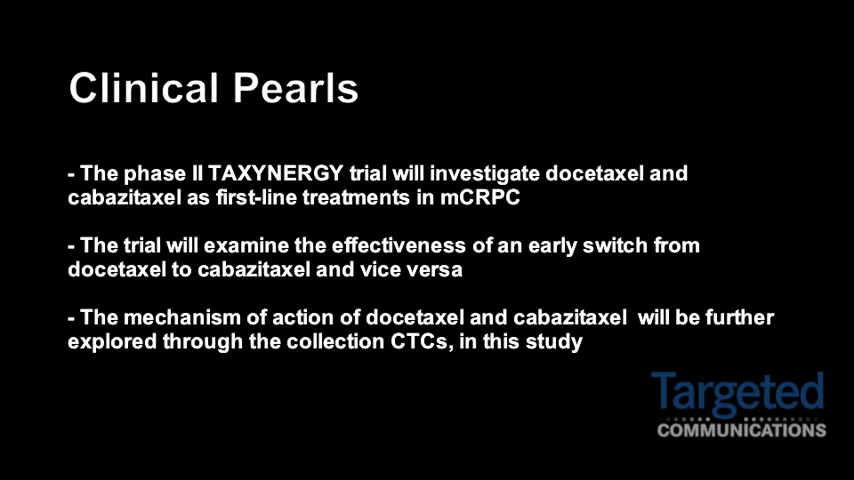 Clinical Pearls
- The phase II TAXYNERGY trial will investigate docetaxel and
cabazitaxel as first-line treatments in mCRPC
- The trial will examine the effectiveness of an early switch from
docetaxel to cabazitaxel and vice versa
- The mechanism of action of docetaxel and cabazitaxel  will be further
explored through the collection CTCs, in this study
Targeted
COMMUNICATIONS